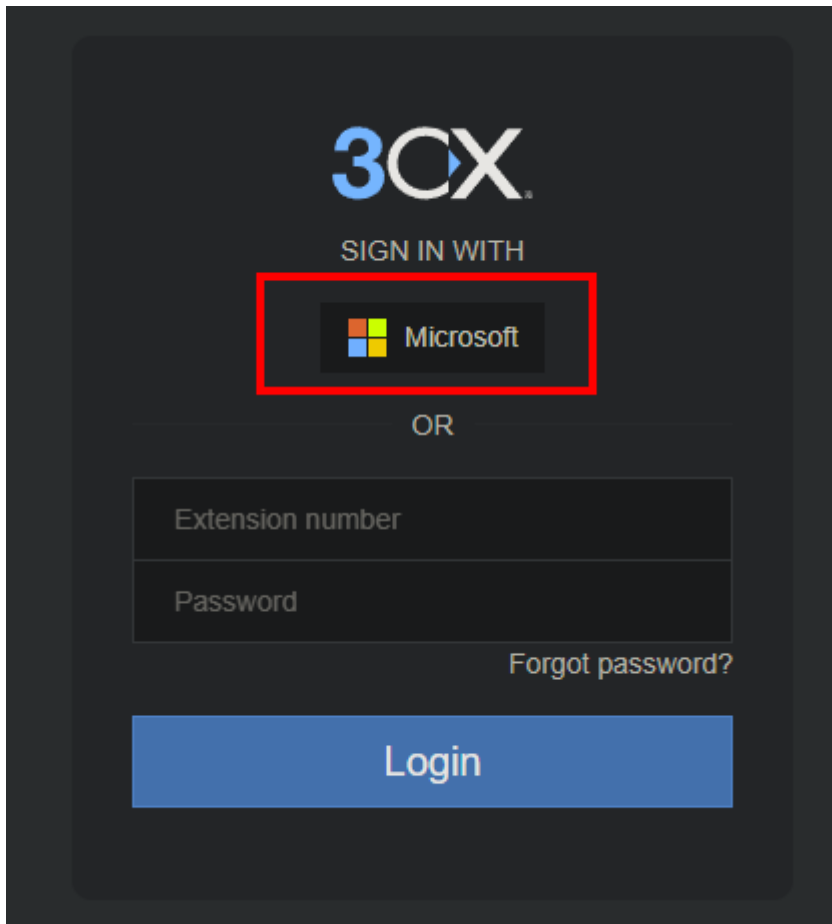 3CX
SIGN IN WITH
Microsoft
OR
Extension number
Password
Forgot password?
Login